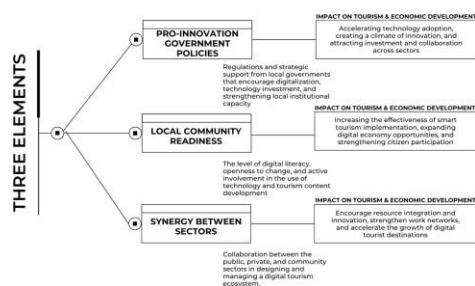 THREE ELEMENTS
PRO-INNOVATION
GOVERNMENT
POLICIES
Regulations and strategic
support from local governments
that encourage digitalization,
technology investment, and
strengthening local institutional
capacity
IMPACT ON TOURISM & ECONOMIC DEVELOPMENT
Accelerating technology adoption,
creating a climate of innovation, and
attracting investment and collaboration
across sectors
LOCAL COMMUNITY
READINESS
The level of digital literacy,
openness to change, and active
involvement in the use of
technology and tourism content
development
IMPACT ON TOURISM & ECONOMIC DEVELOPMENT
Increasing the effectiveness of smart
tourism implementation, expanding
digital economy opportunities, and
strengthening citizen participation
SYNERGY BETWEEN
SECTORS
Collaboration between the
public, private, and community
sectors in designing and
managing a digital tourism
ecosystem.
IMPACT ON TOURISM & ECONOMIC DEVELOPMENT
Encourage resource integration and
innovation, strengthen work networks,
and accelerate the growth of digital
tourist destinations